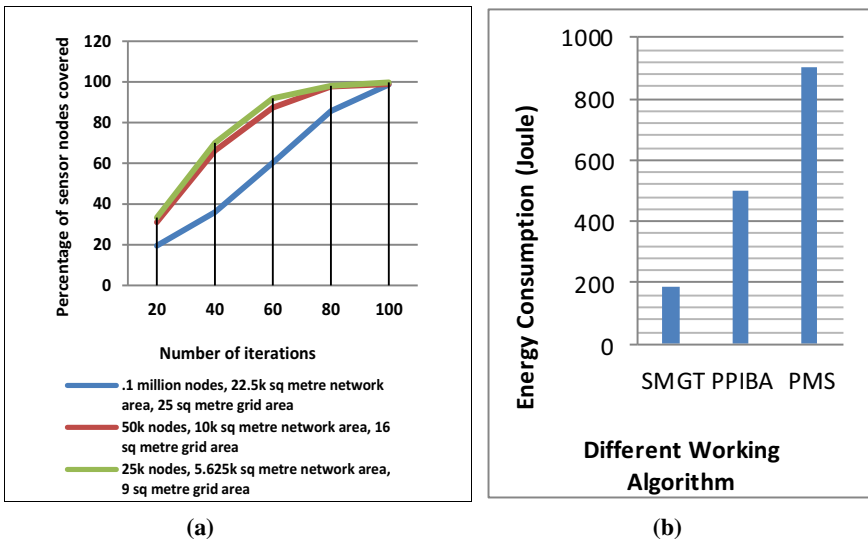 120
100
80
60
40
20
0
Percentage of sensor nodes covered
20 40 60 80 100
Number of iterations
.1 million nodes, 22.5k sq metre network
area, 25 sq metre grid area
50k nodes, 10k sq metre network area, 16
sq metre grid area
25k nodes, 5.625k sq metre network area,
9 sq metre grid area
(a)
1000
800
600
400
200
0
Energy Consumption (Joule)
SMGT PPIBA PMS
Different Working
Algorithm
(b)